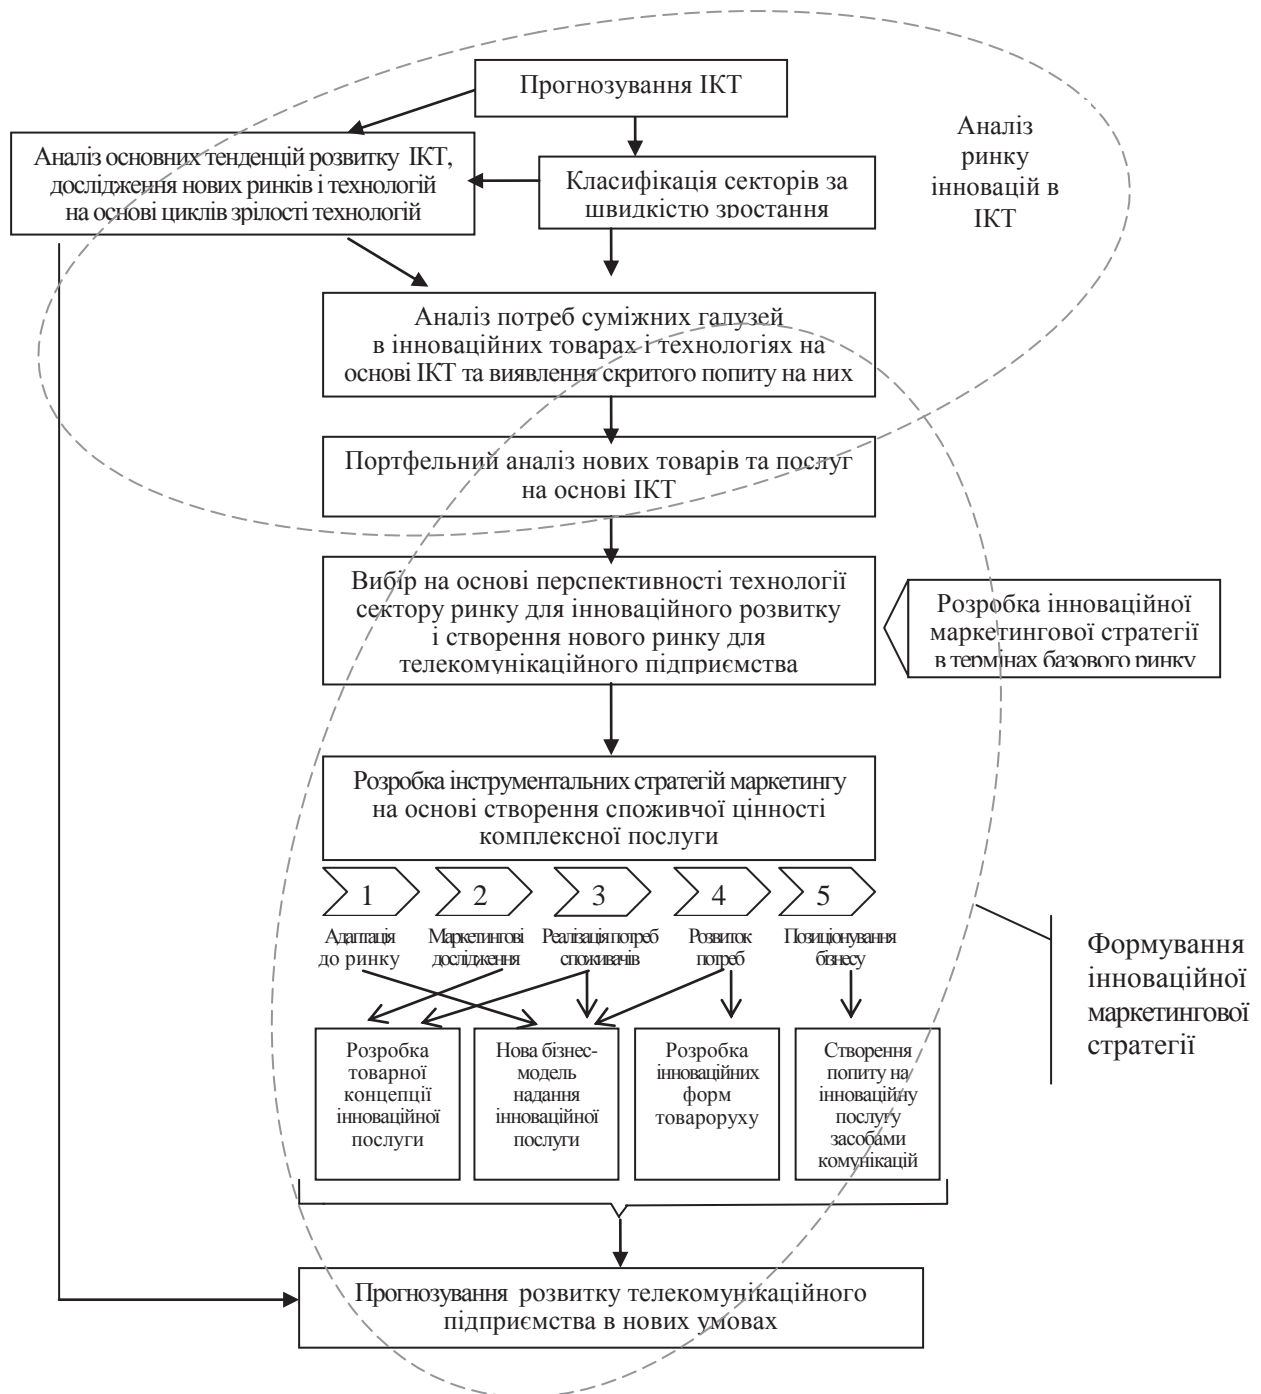 Прогнозування ІКТ
Аналіз
ринку
інновацій в
ІКТ
Аналіз основних тенденцій розвитку ІКТ,
дослідження нових ринків і технологій
на основі циклів зрілості технологій
Класифікація секторів за
швидкістю зростання
Аналіз потреб суміжних галузей
в інноваційних товарах і технологіях на
основі ІКТ та виявлення скритого попиту на них
Портфельний аналіз нових товарів та послуг
на основі ІКТ
Вибір на основі перспективності технології
сектору ринку для інноваційного розвитку
і створення нового ринку для
телекомунікаційного підприємства
Розробка інноваційної
маркетингової стратегії
в термінах базового ринку
Розробка інструментальних стратегій маркетингу
на основі створення споживчої цінності
комплексної послуги
1
2
3
4
5
Адаптація
до ринку
Маркетингові
дослідження
Реалізація потреб
споживачів
Розвиток
потреб
Позиціонування
бізнесу
Формування
інноваційної
маркетингової
стратегії
Розробка
товарної
концепції
інноваційної
послуги
Нова бізнес-
модель
надання
інноваційної
послуги
Розробка
інноваційних
форм
товароруху
Створення
попиту на
інноваційну
послугу
засобами
комунікацій
Прогнозування розвитку телекомунікаційного
підприємства в нових умовах